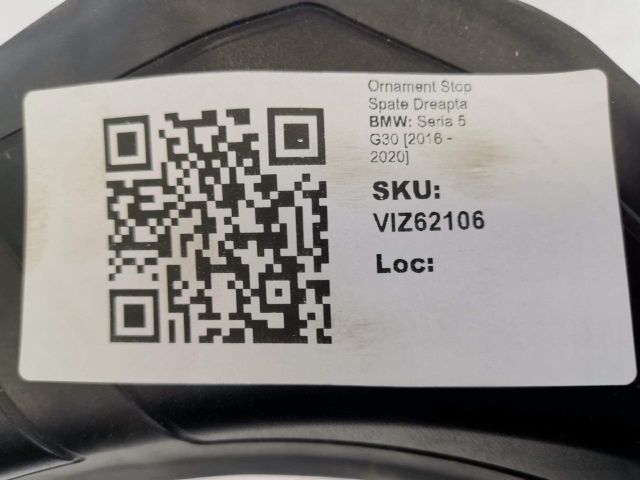 Ornament Stop
Spate Dreapta
BMW: Seria 5
G30 [2016 -
2020]
SKU:
VIZ62106
Loc: